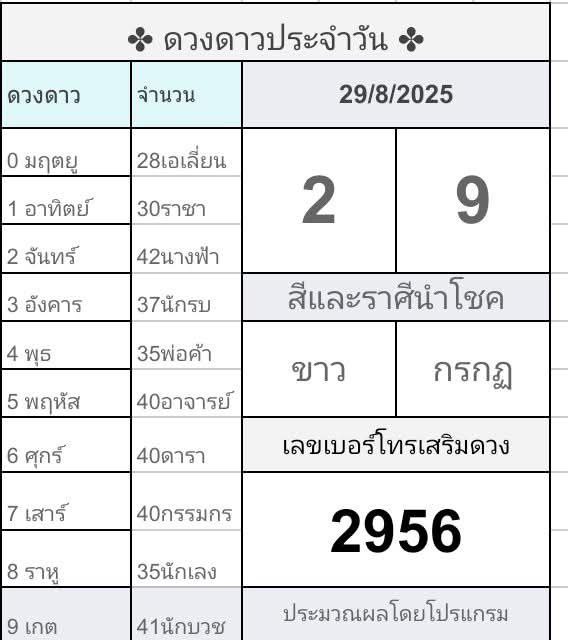 ✤ ดวงดาวประจำวัน ✤
ดวงดาว จำนวน 29/8/2025
0 มฤตยู 28เอเลี่ยน
1 อาทิตย์ 30ราชา
2 9
2 จันทร์ 42นางฟ้า
3 อังคาร 37นักรบ
สีและราศีนำโชค
4 พุธ 35พ่อค้า
ขาว กรกฏ
5 พฤหัส 40อาจารย์
6 ศุกร์ 40ดารา
เลขเบอร์โทรเสริมดวง
7 เสาร์ 40กรรมกร
2956
8 ราหู 35นักเลง
9 เกต 41นักบวช
ประมวณผลโดยโปรแกรม